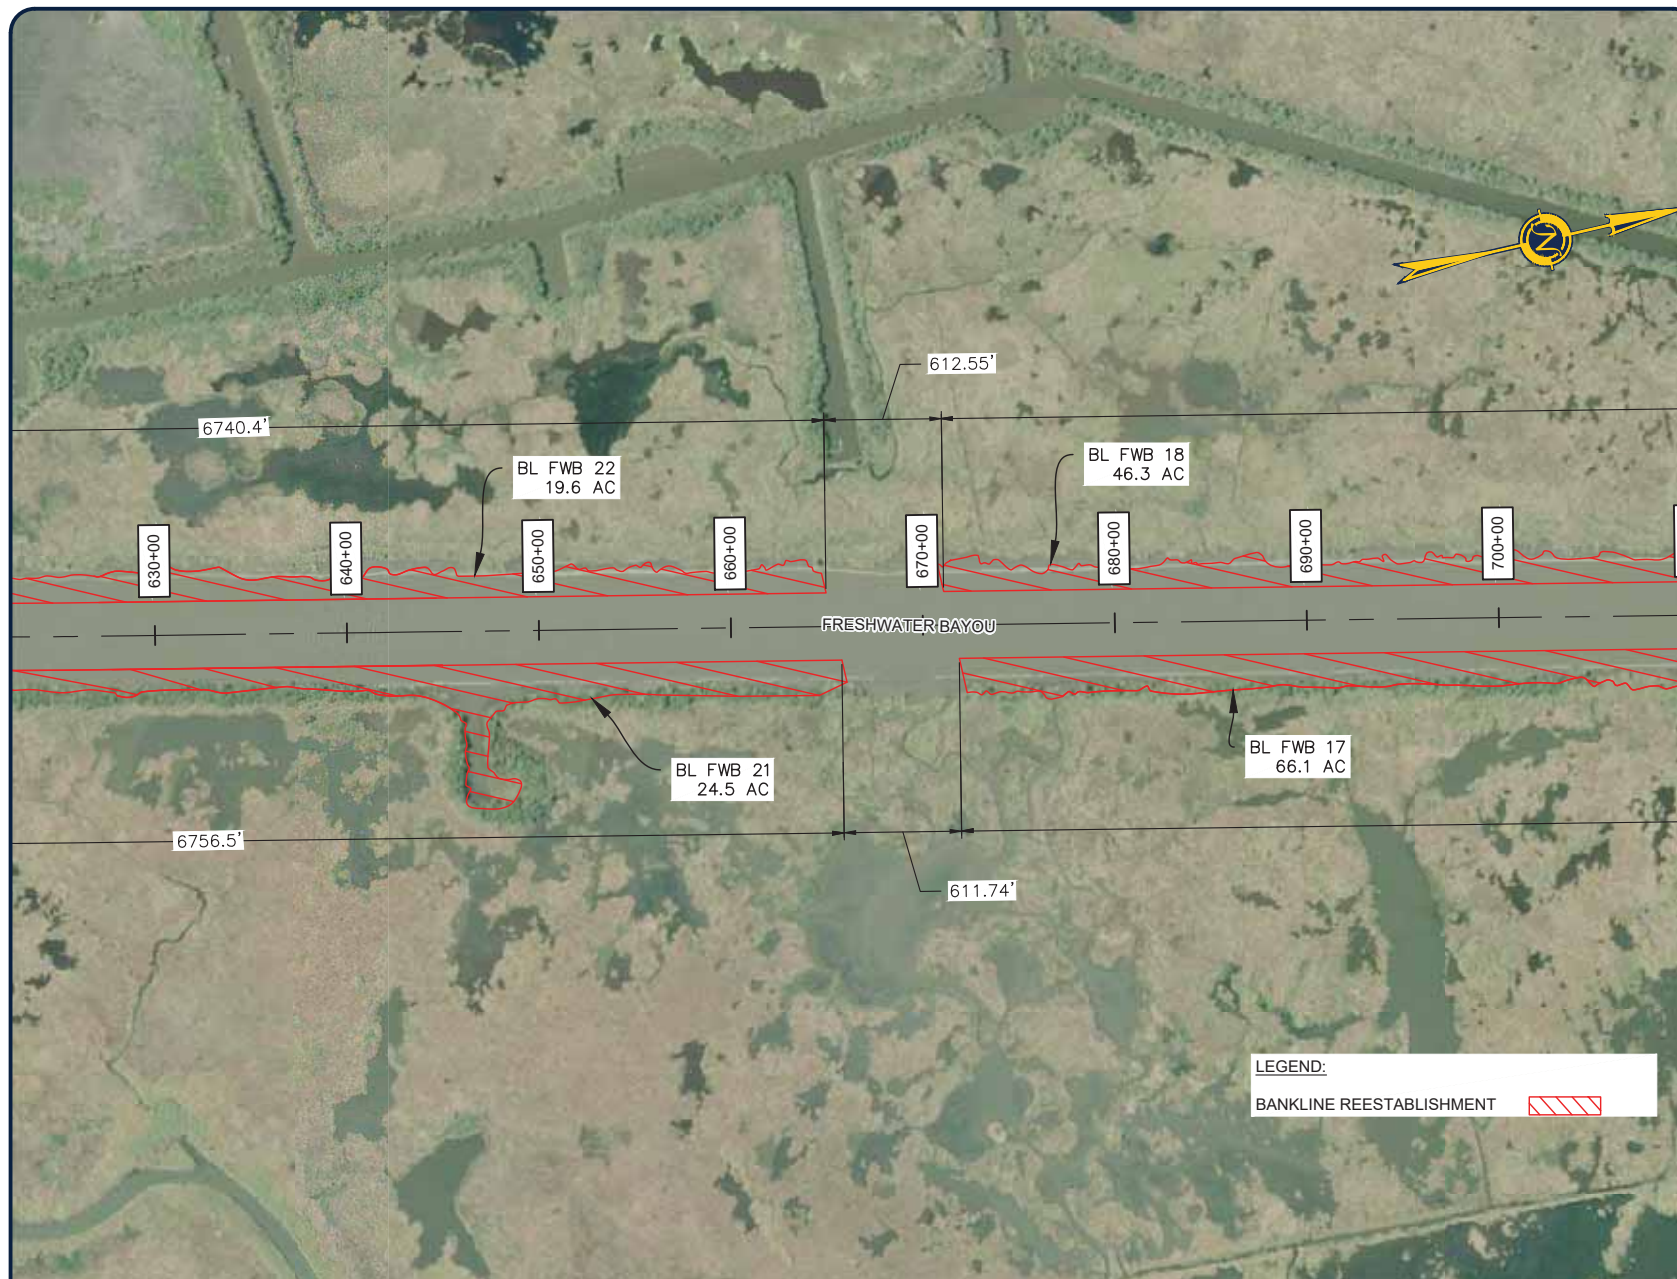 612.55'
6740.4'
BL FWB 22
19.6 AC
BL FWB 18
46.3 AC
630+00
640+00
650+00
660+00
670+00
680+00
690+00
700+00
FRESHWATER BAYOU
BL FWB 21
24.5 AC
BL FWB 17
66.1 AC
6756.5'
611.74'
LEGEND:
BANKLINE REESTABLISHMENT
N